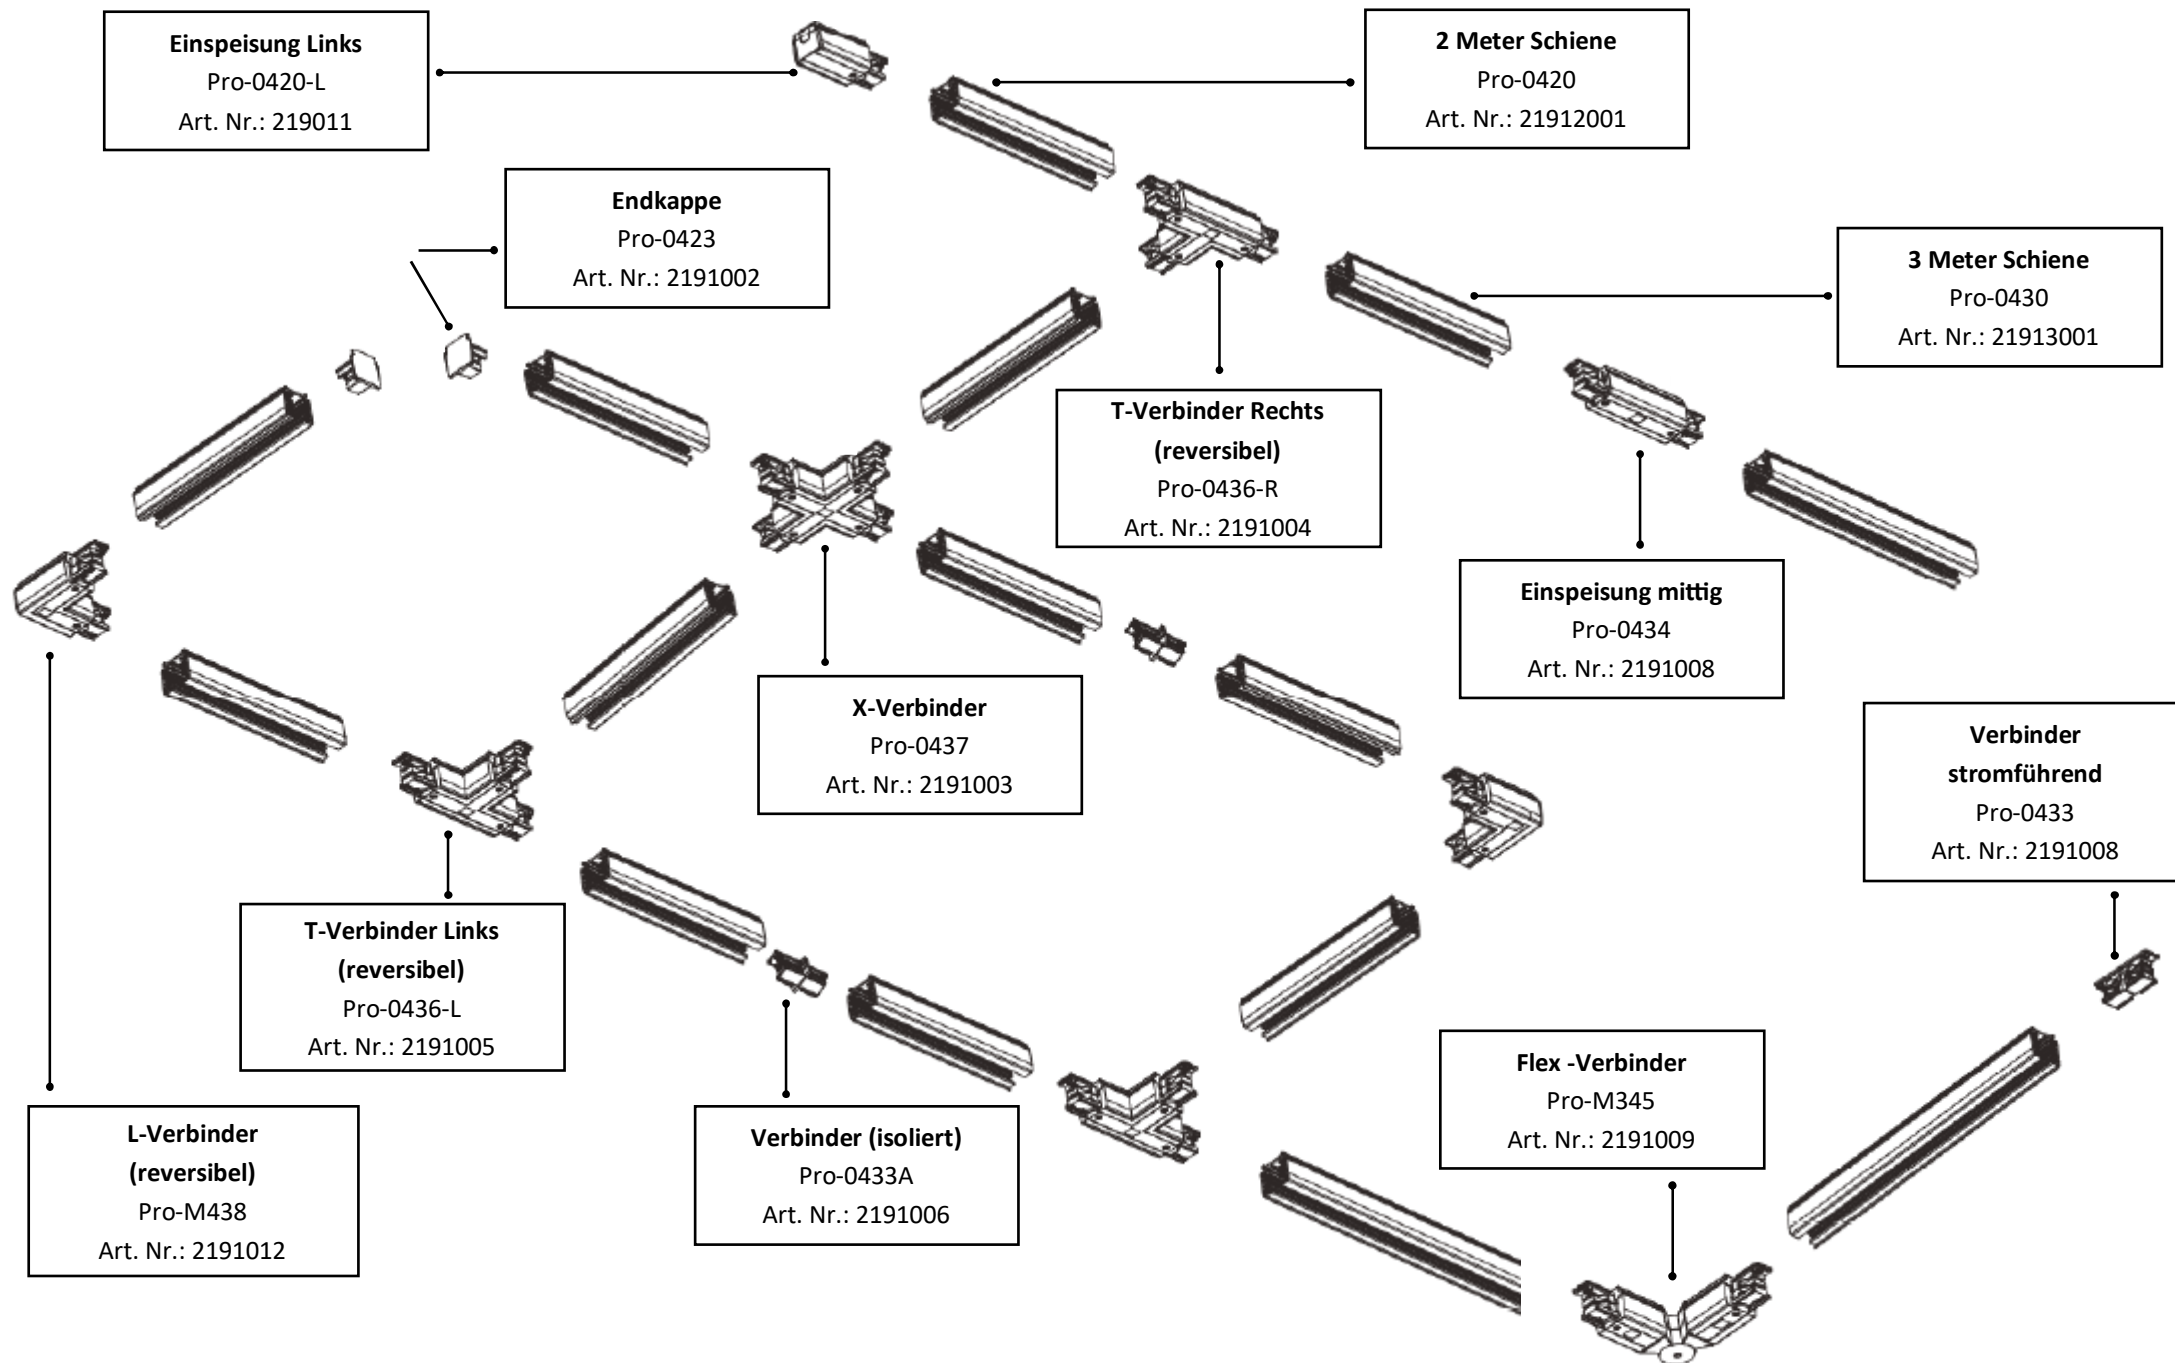 Einspeisung Links
Pro-0420-L
Art. Nr.: 219011
2 Meter Schiene
Pro-0420
Art. Nr.: 21912001
Endkappe
Pro-0423
Art. Nr.: 2191002
3 Meter Schiene
Pro-0430
Art. Nr.: 21913001
T-Verbinder Rechts
(reversibel)
Pro-0436-R
Art. Nr.: 2191004
Einspeisung mittig
Pro-0434
Art. Nr.: 2191008
X-Verbinder
Pro-0437
Art. Nr.: 2191003
Verbinder
stromführend
Pro-0433
Art. Nr.: 2191008
T-Verbinder Links
(reversibel)
Pro-0436-L
Art. Nr.: 2191005
Flex -Verbinder
Pro-M345
Art. Nr.: 2191009
L-Verbinder
(reversibel)
Pro-M438
Art. Nr.: 2191012
Verbinder (isoliert)
Pro-0433A
Art. Nr.: 2191006